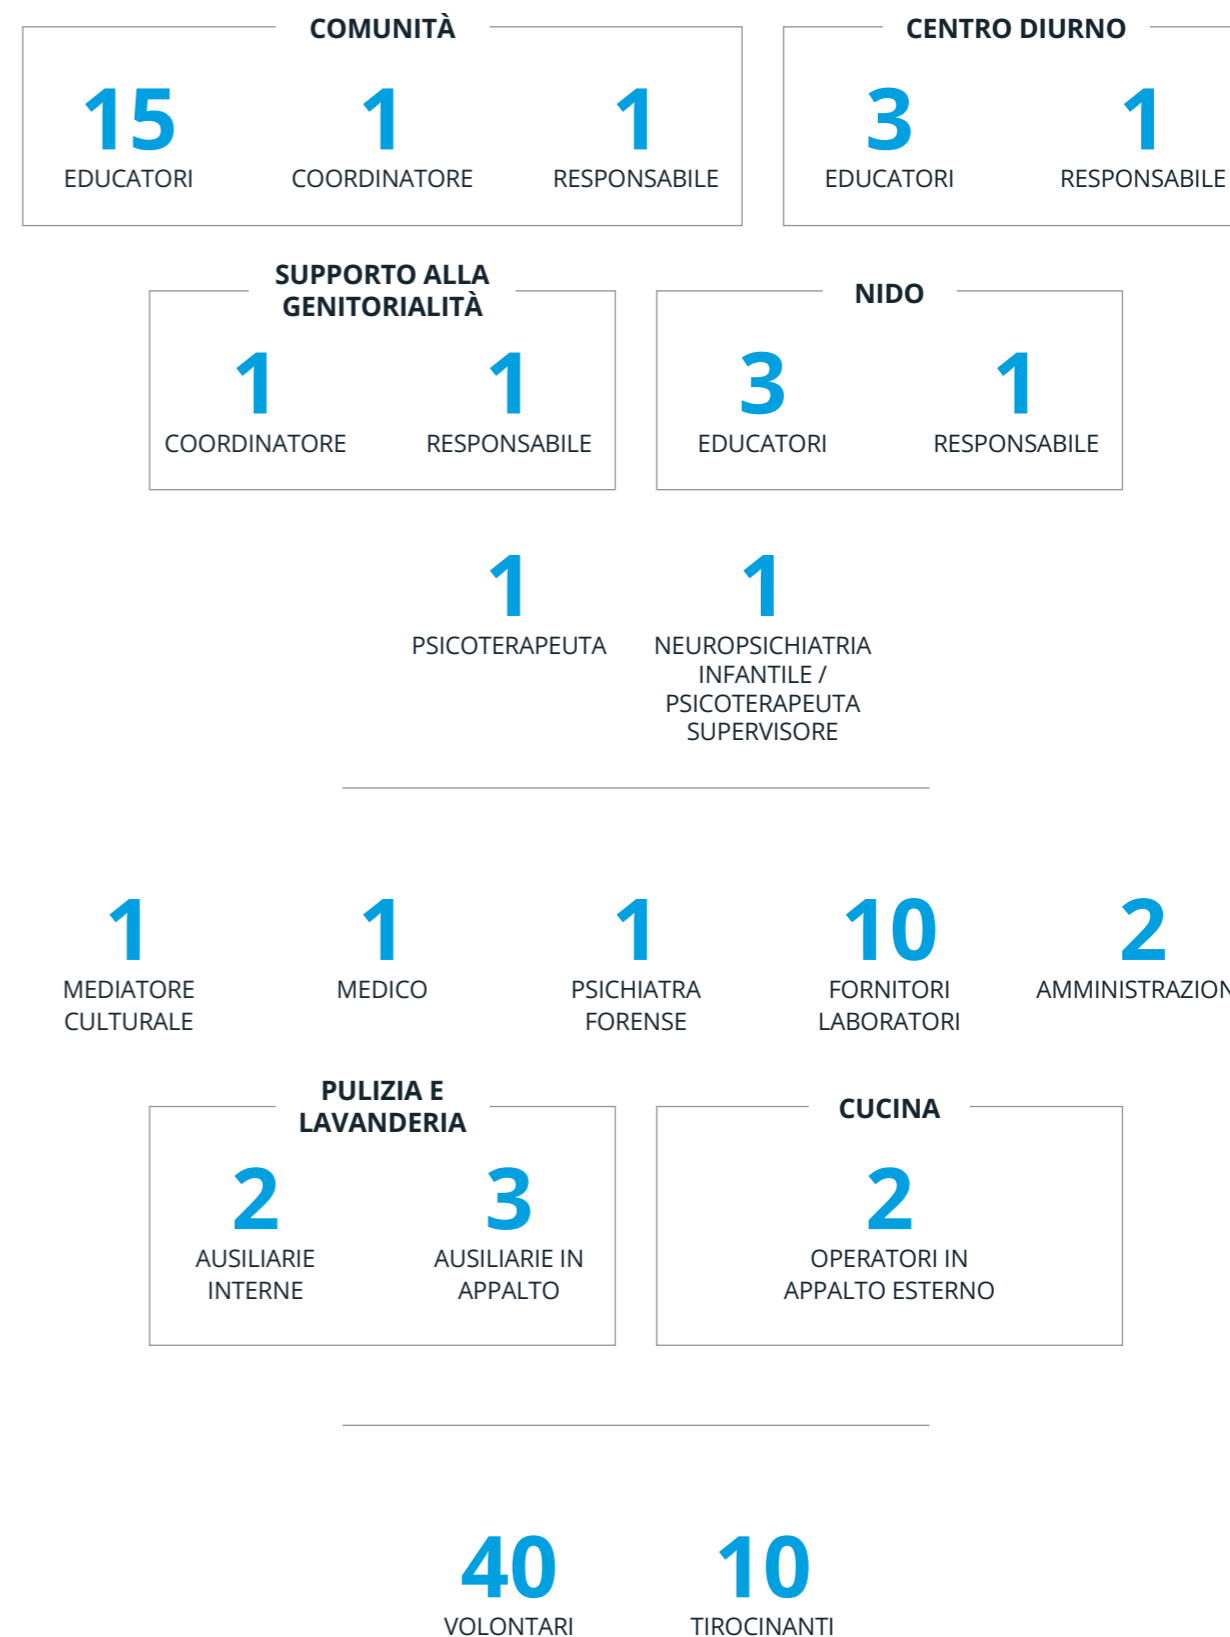 COMUNITÀ
CENTRO DIURNO
15 1 1 3 1
EDUCATORI COORDINATORE RESPONSABILE EDUCATORI RESPONSABILE
SUPPORTO ALLA
GENITORIALITÀ
NIDO
1 1 3 1
COORDINATORE RESPONSABILE EDUCATORI RESPONSABILE
1 1
PSICOTERAPEUTA NEUROPSICHIATRIA
INFANTILE /
PSICOTERAPEUTA
SUPERVISORE
1 1 1 10 2
MEDIATORE MEDICO PSICHIATRA FORNITORI AMMINISTRAZION
CULTURALE FORENSE LABORATORI
PULIZIA E
LAVANDERIA
CUCINA
2 3 2
AUSILIARIE AUSILIARIE IN OPERATORI IN
INTERNE APPALTO APPALTO ESTERNO
40 10
VOLONTARI TIROCINANTI